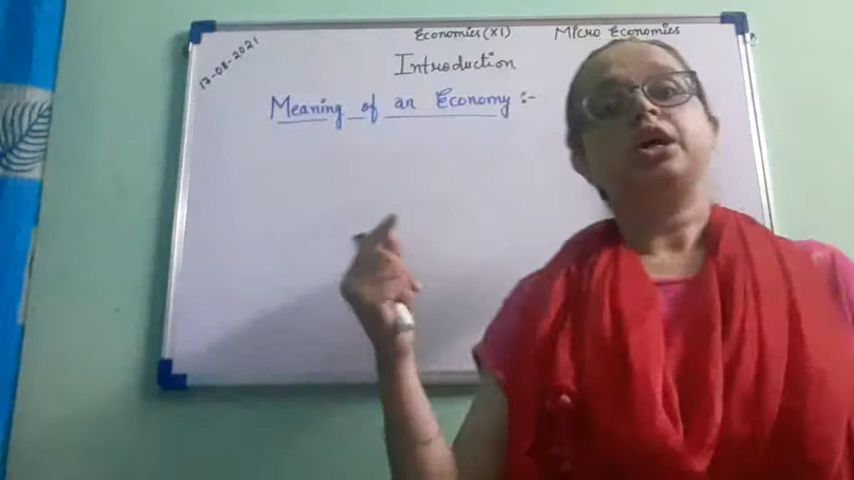 17-08-2021
Economics (XI) Micro Economics
Introduction
Meaning of an Economy :-